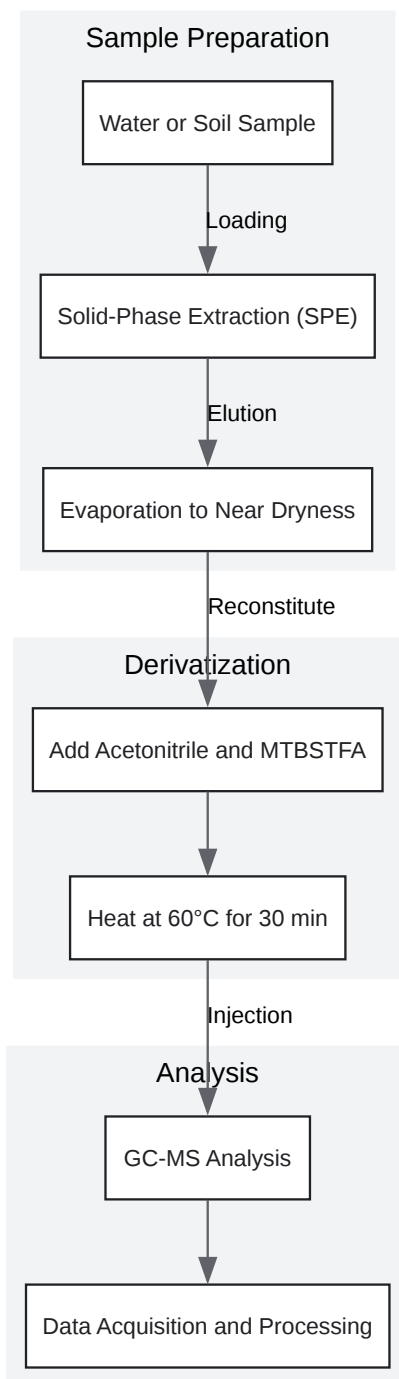 Sample Preparation
Water or Soil Sample
Loading
Solid-Phase Extraction (SPE)
Elution
Evaporation to Near Dryness
Reconstitute
Derivatization
Add Acetonitrile and MTBSTFA
Heat at 60°C for 30 min
Injection
Analysis
GC-MS Analysis
Data Acquisition and Processing